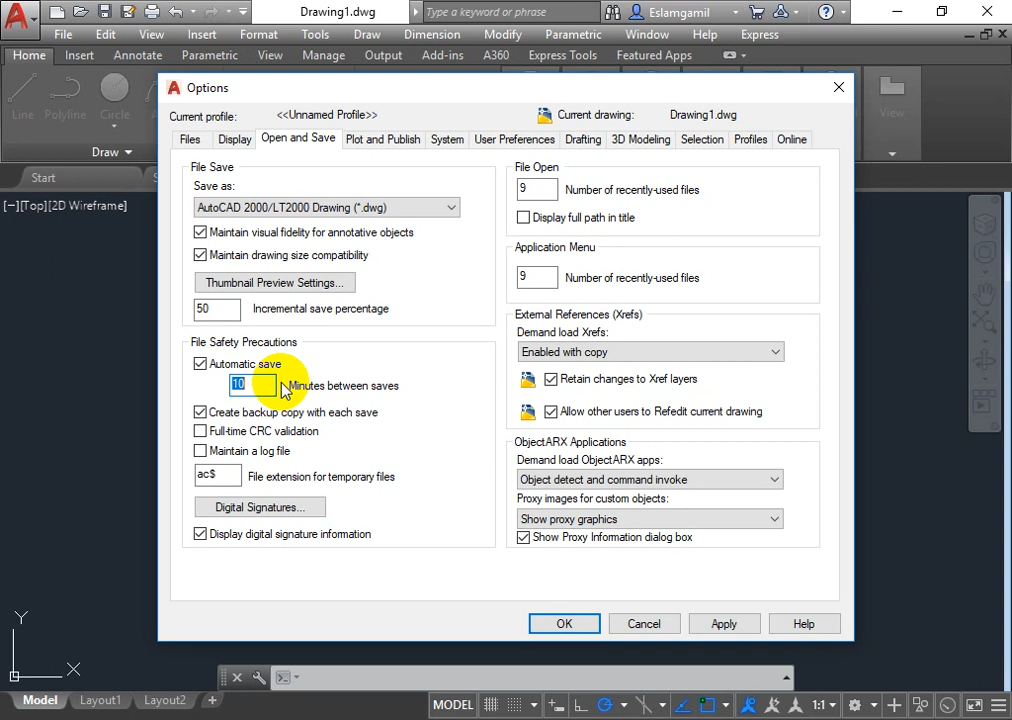 Drawing1.dwg
Type a keyword or phrase
Eslamgamil
File Edit View Insert Format Tools Draw Dimension Modify Parametric Window Help Express
Home Insert Annotate Parametric View Manage Output Add-ins A360 Express Tools Featured Apps
Line Polyline Circle
View
Draw
Start
[−][Top][2D Wireframe]
Options
Current profile: <<Unnamed Profile>> Current drawing: Drawing1.dwg
Files Display Open and Save Plot and Publish System User Preferences Drafting 3D Modeling Selection Profiles Online
File Save
Save as:
AutoCAD 2000/LT2000 Drawing (*.dwg)
Maintain visual fidelity for annotative objects
Maintain drawing size compatibility
Thumbnail Preview Settings...
50 Incremental save percentage
File Safety Precautions
Automatic save
10 Minutes between saves
Create backup copy with each save
Full-time CRC validation
Maintain a log file
ac$ File extension for temporary files
Digital Signatures...
Display digital signature information
File Open
9 Number of recently-used files
Display full path in title
Application Menu
9 Number of recently-used files
External References (Xrefs)
Demand load Xrefs:
Enabled with copy
Retain changes to Xref layers
Allow other users to Refedit current drawing
ObjectARX Applications
Demand load ObjectARX apps:
Object detect and command invoke
Proxy images for custom objects:
Show proxy graphics
Show Proxy Information dialog box
OK Cancel Apply Help
Y
X
Model Layout1 Layout2 +
MODEL 1:1